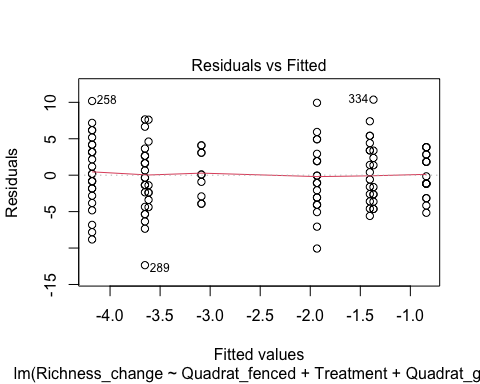 Residuals vs Fitted
Residuals
10
5
0
-5
-15
258
334
289
-4.0 -3.5 -3.0 -2.5 -2.0 -1.5 -1.0
Fitted values
lm(Richness_change ~ Quadrat_fenced + Treatment + Quadrat_g